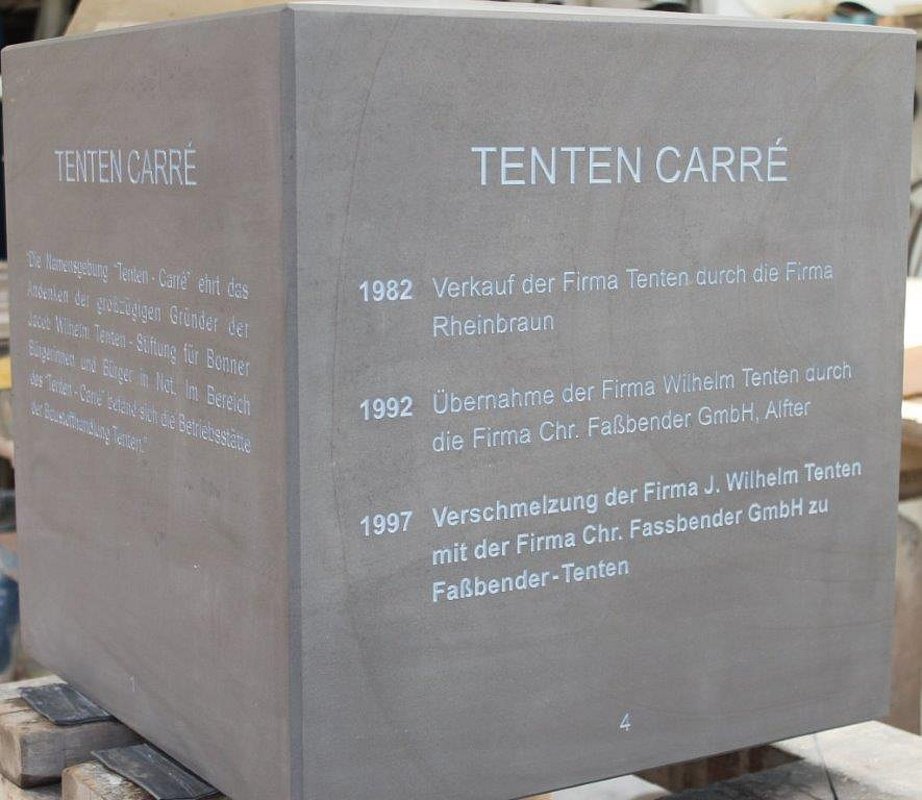 TENTEN CARRÉ
"Die Namensgebung "Tenten - Carré" ehrt das
Andenken der großzügigen Gründer der
Jacob Wilhelm Tenten - Stiftung für Bonner
Bürgerinnen und Bürger in Not. Im Bereich
des "Tenten - Carré" befand sich die Betriebsstätte
der Baustoffhandlung Tenten."
1
TENTEN CARRÉ
1982 Verkauf der Firma Tenten durch die Firma
Rheinbraun
1992 Übernahme der Firma Wilhelm Tenten durch
die Firma Chr. Faßbender GmbH, Alfter
1997 Verschmelzung der Firma J. Wilhelm Tenten
mit der Firma Chr. Fassbender GmbH zu
Faßbender-Tenten
4